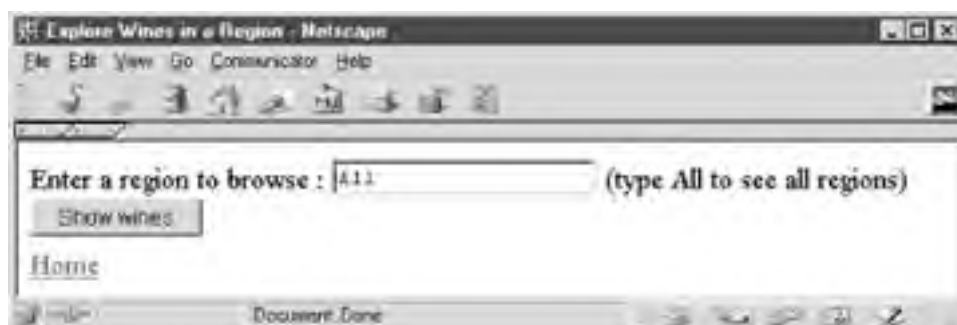 Explore Wines in a Region - Netscape
File Edit View Go Communicator Help
Enter a region to browse : All (type All to see all regions)
Show wines
Home
Document: Done